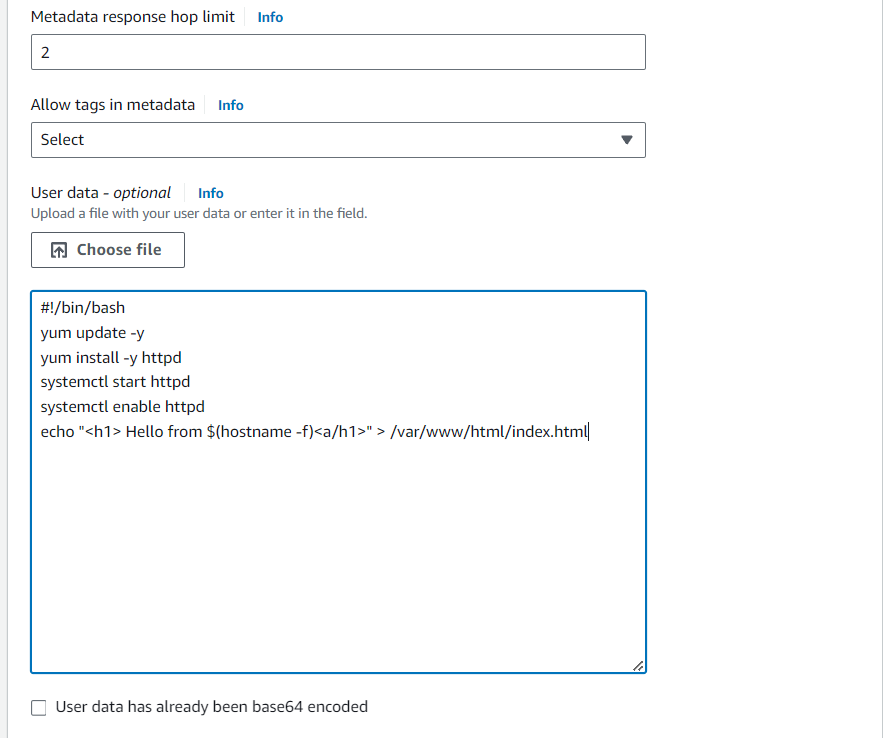 Metadata response hop limit Info
2
Allow tags in metadata Info
Select
User data - optional Info
Upload a file with your user data or enter it in the field.
Choose file
#!/bin/bash
yum update -y
yum install -y httpd
systemctl start httpd
systemctl enable httpd
echo "<h1> Hello from $(hostname -f)<a/h1>" > /var/www/html/index.html
User data has already been base64 encoded